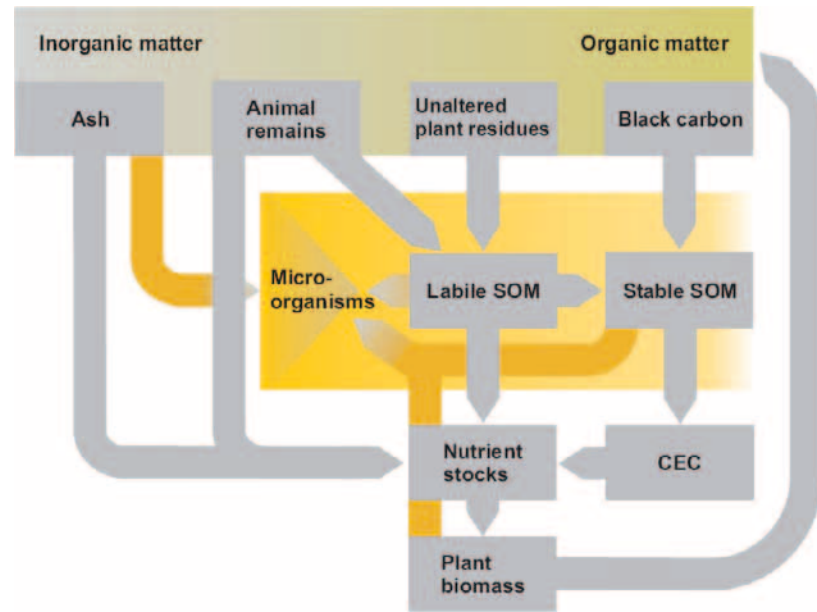 Inorganic matter
Organic matter
Ash
Animal
remains
Unaltered
plant residues
Black carbon
Micro-
organisms
Labile SOM
Stable SOM
Nutrient
stocks
CEC
Plant
biomass